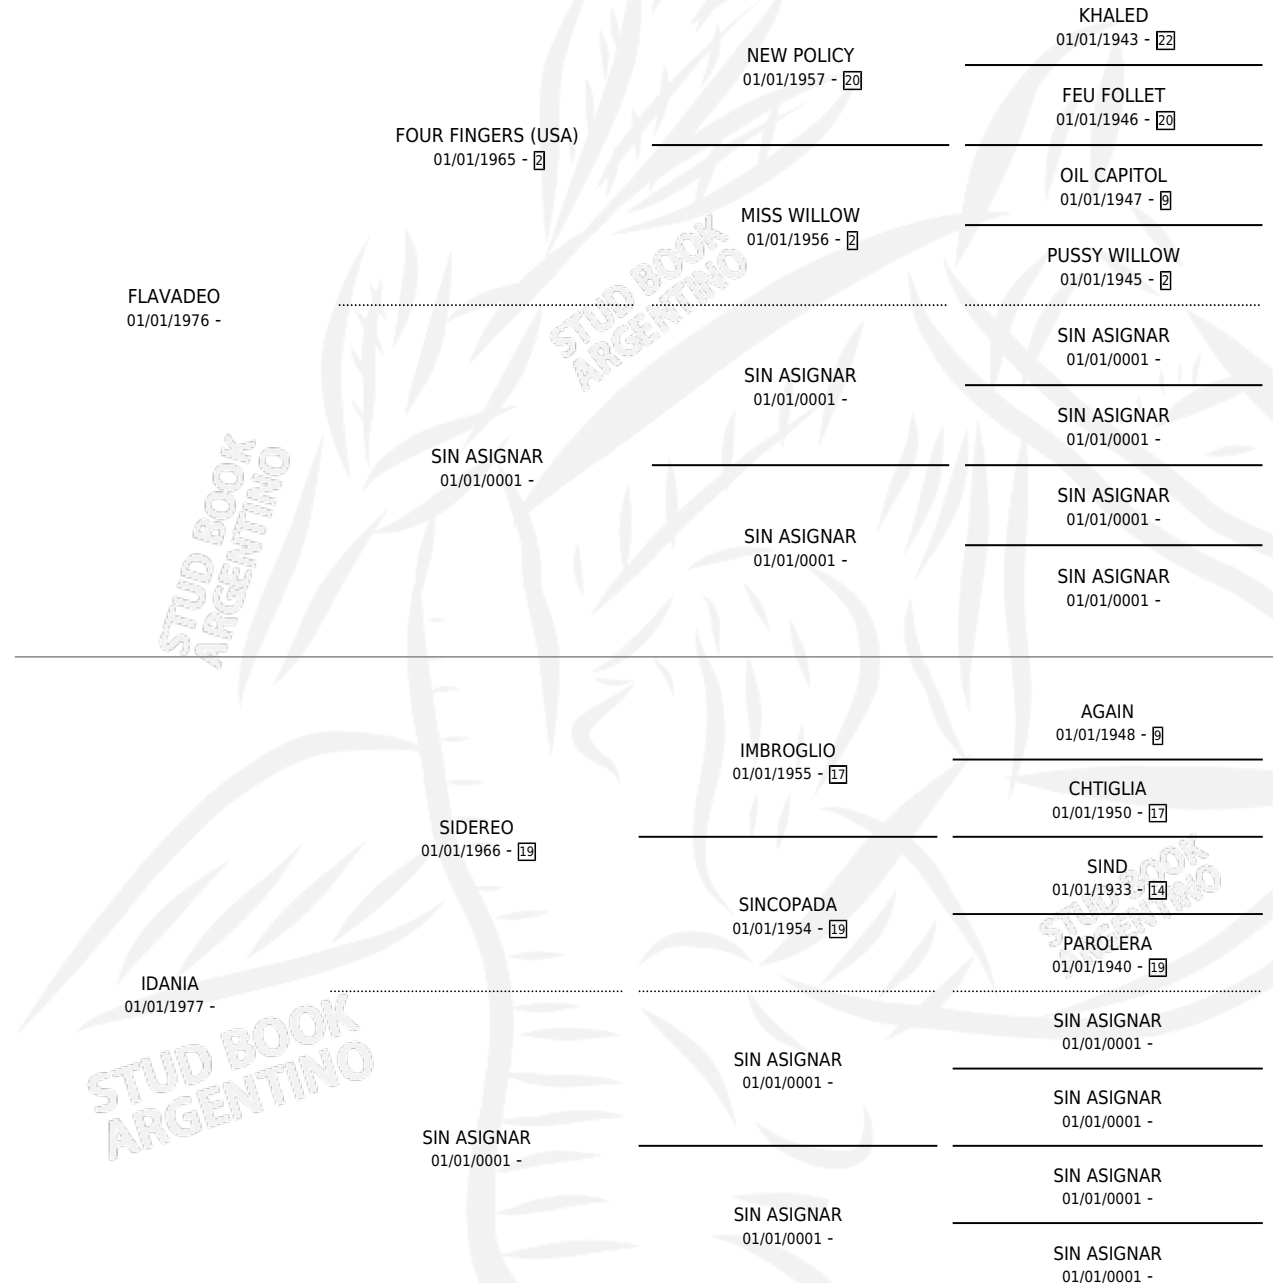 KHALED
01/01/1943 - 22
NEW POLICY
01/01/1957 - 20
FEU FOLLET
01/01/1946 - 20
FOUR FINGERS (USA)
01/01/1965 - 2
OIL CAPITOL
01/01/1947 - 9
MISS WILLOW
01/01/1956 - 2
PUSSY WILLOW
01/01/1945 - 2
FLAVADEO
01/01/1976 -
SIN ASIGNAR
01/01/0001 -
SIN ASIGNAR
01/01/0001 -
SIN ASIGNAR
01/01/0001 -
SIN ASIGNAR
01/01/0001 -
SIN ASIGNAR
01/01/0001 -
SIN ASIGNAR
01/01/0001 -
SIN ASIGNAR
01/01/0001 -
STUD BOOK
ARGENTINO
STUD BOOK
ARGENTINO
AGAIN
01/01/1948 - 9
IMBROGLIO
01/01/1955 - 17
CHTIGLIA
01/01/1950 - 17
SIDEREO
01/01/1966 - 19
SIND
01/01/1933 - 14
SINCOPADA
01/01/1954 - 19
PAROLERA
01/01/1940 - 19
IDANIA
01/01/1977 -
SIN ASIGNAR
01/01/0001 -
SIN ASIGNAR
01/01/0001 -
SIN ASIGNAR
01/01/0001 -
SIN ASIGNAR
01/01/0001 -
SIN ASIGNAR
01/01/0001 -
SIN ASIGNAR
01/01/0001 -
SIN ASIGNAR
01/01/0001 -
STUD BOOK
ARGENTINO
STUD BOOK
ARGENTINO